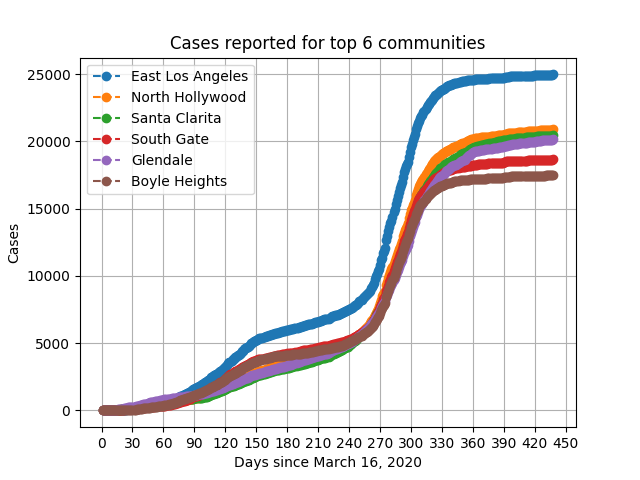 Cases reported for top 6 communities
East Los Angeles
North Hollywood
Santa Clarita
South Gate
Glendale
Boyle Heights
25000
20000
15000
10000
5000
0
Cases
0 30 60 90 120 150 180 210 240 270 300 330 360 390 420 450
Days since March 16, 2020